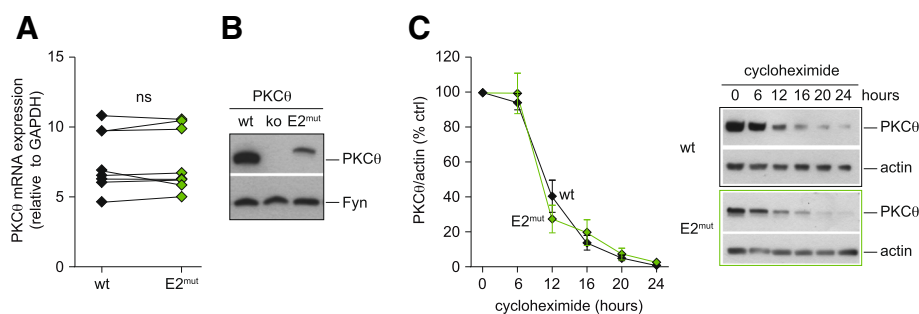 A
PKCθ mRNA expression
(relative to GAPDH)
15
10
5
0
ns
wt
E2mut
B
PKCθ
wt ko E2mut
PKCθ
Fyn
C
PKCθ/actin (% ctrl)
120
100
80
60
40
20
0
wt
E2mut
0 6 12 16 20 24
cycloheximide (hours)
cycloheximide
0 6 12 16 20 24 hours
wt
PKCθ
actin
E2mut
PKCθ
actin